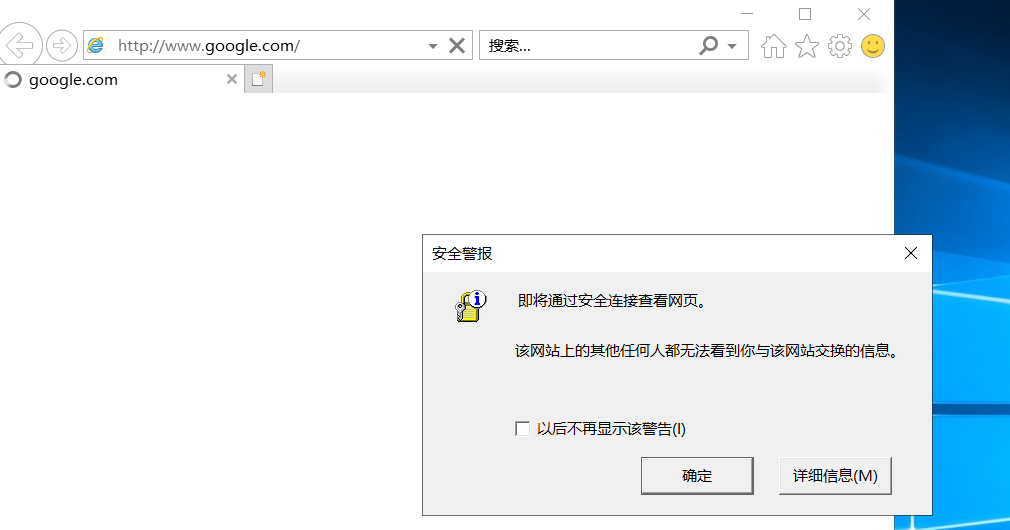 http://www.google.com/
搜索...
google.com
安全警报
即将通过安全连接查看网页。
该网站上的其他任何人都无法看到你与该网站交换的信息。
以后不再显示该警告(I)
确定
详细信息(M)